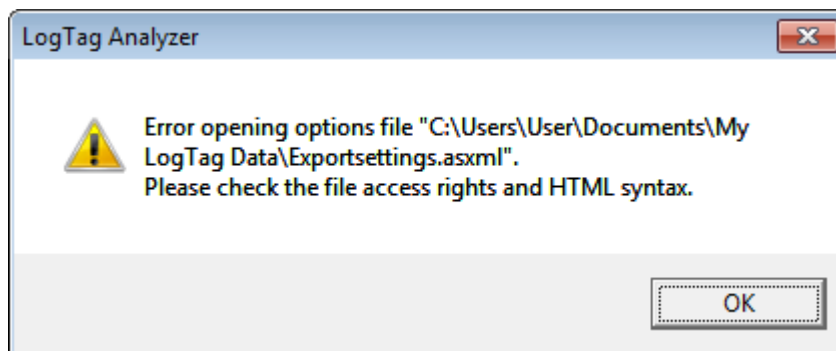 LogTag Analyzer
Error opening options file "C:\Users\User\Documents\My
LogTag Data\Exportsettings.asxml".
Please check the file access rights and HTML syntax.
OK